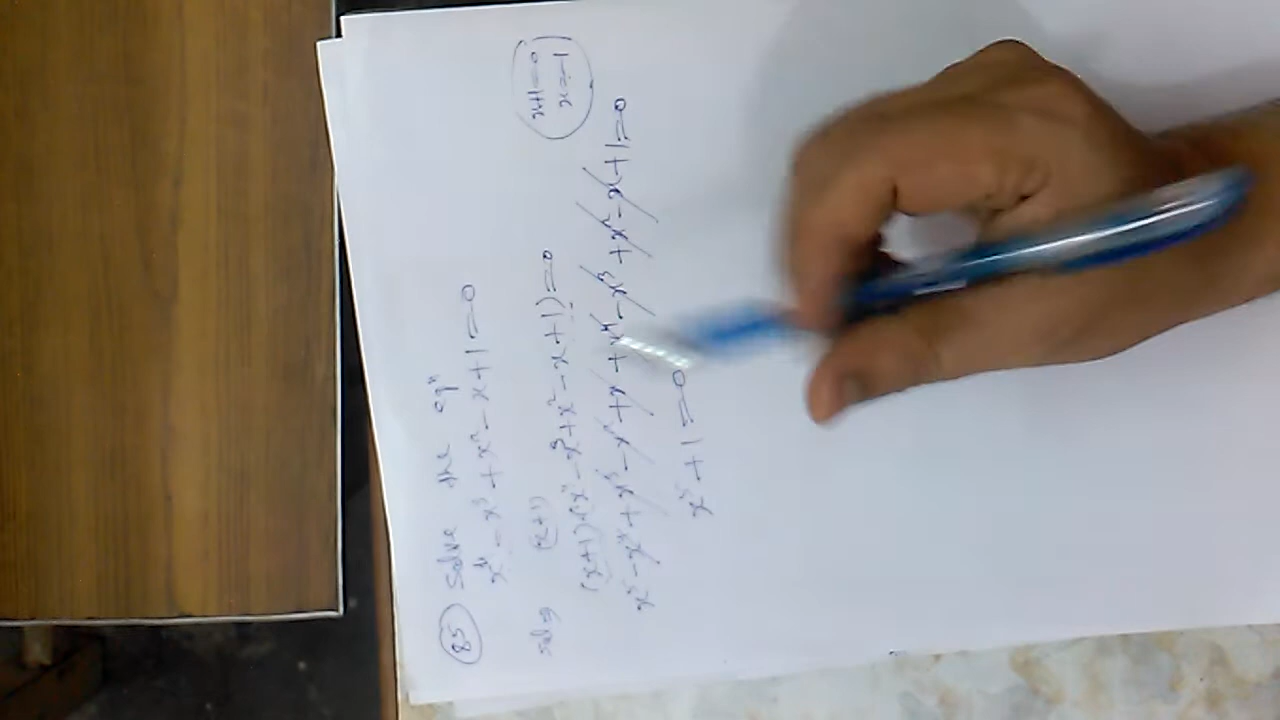 85 Solve the eqⁿ
x⁴ - x³ + x² - x + 1 = 0
Solⁿ (x+1)
(x+1)(x⁴ - x³ + x² - x + 1) = 0
x⁵ - x⁴ + x³ - x² + x + x⁴ - x³ + x² - x + 1 = 0
x⁵ + 1 = 0
x+1=0
x=-1